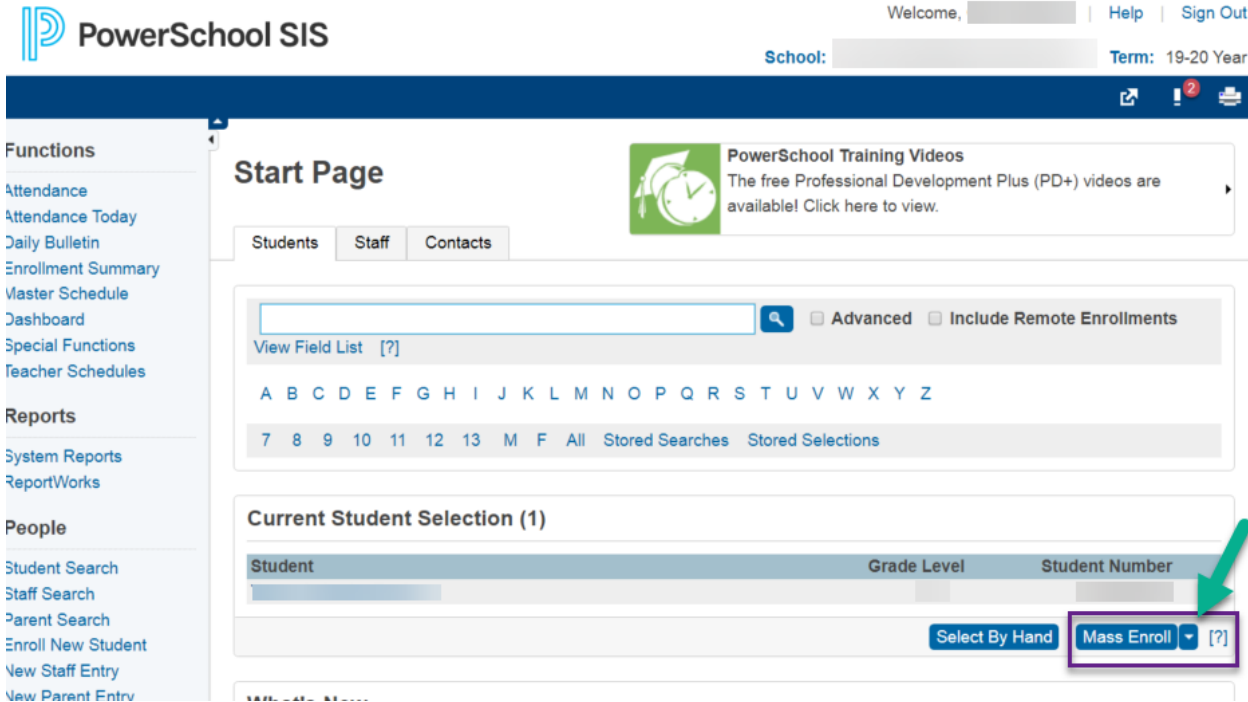 PowerSchool SIS
Welcome, | Help | Sign Out
School: Term: 19-20 Year
2
Functions
Attendance
Attendance Today
Daily Bulletin
Enrollment Summary
Master Schedule
Dashboard
Special Functions
Teacher Schedules
Reports
System Reports
ReportWorks
People
Student Search
Staff Search
Parent Search
Enroll New Student
New Staff Entry
New Parent Entry
Start Page
PowerSchool Training Videos
The free Professional Development Plus (PD+) videos are
available! Click here to view.
Students Staff Contacts
Advanced Include Remote Enrollments
View Field List [?]
A B C D E F G H I J K L M N O P Q R S T U V W X Y Z
7 8 9 10 11 12 13 M F All Stored Searches Stored Selections
Current Student Selection (1)
Student Grade Level Student Number
Select By Hand Mass Enroll [?]
What's New